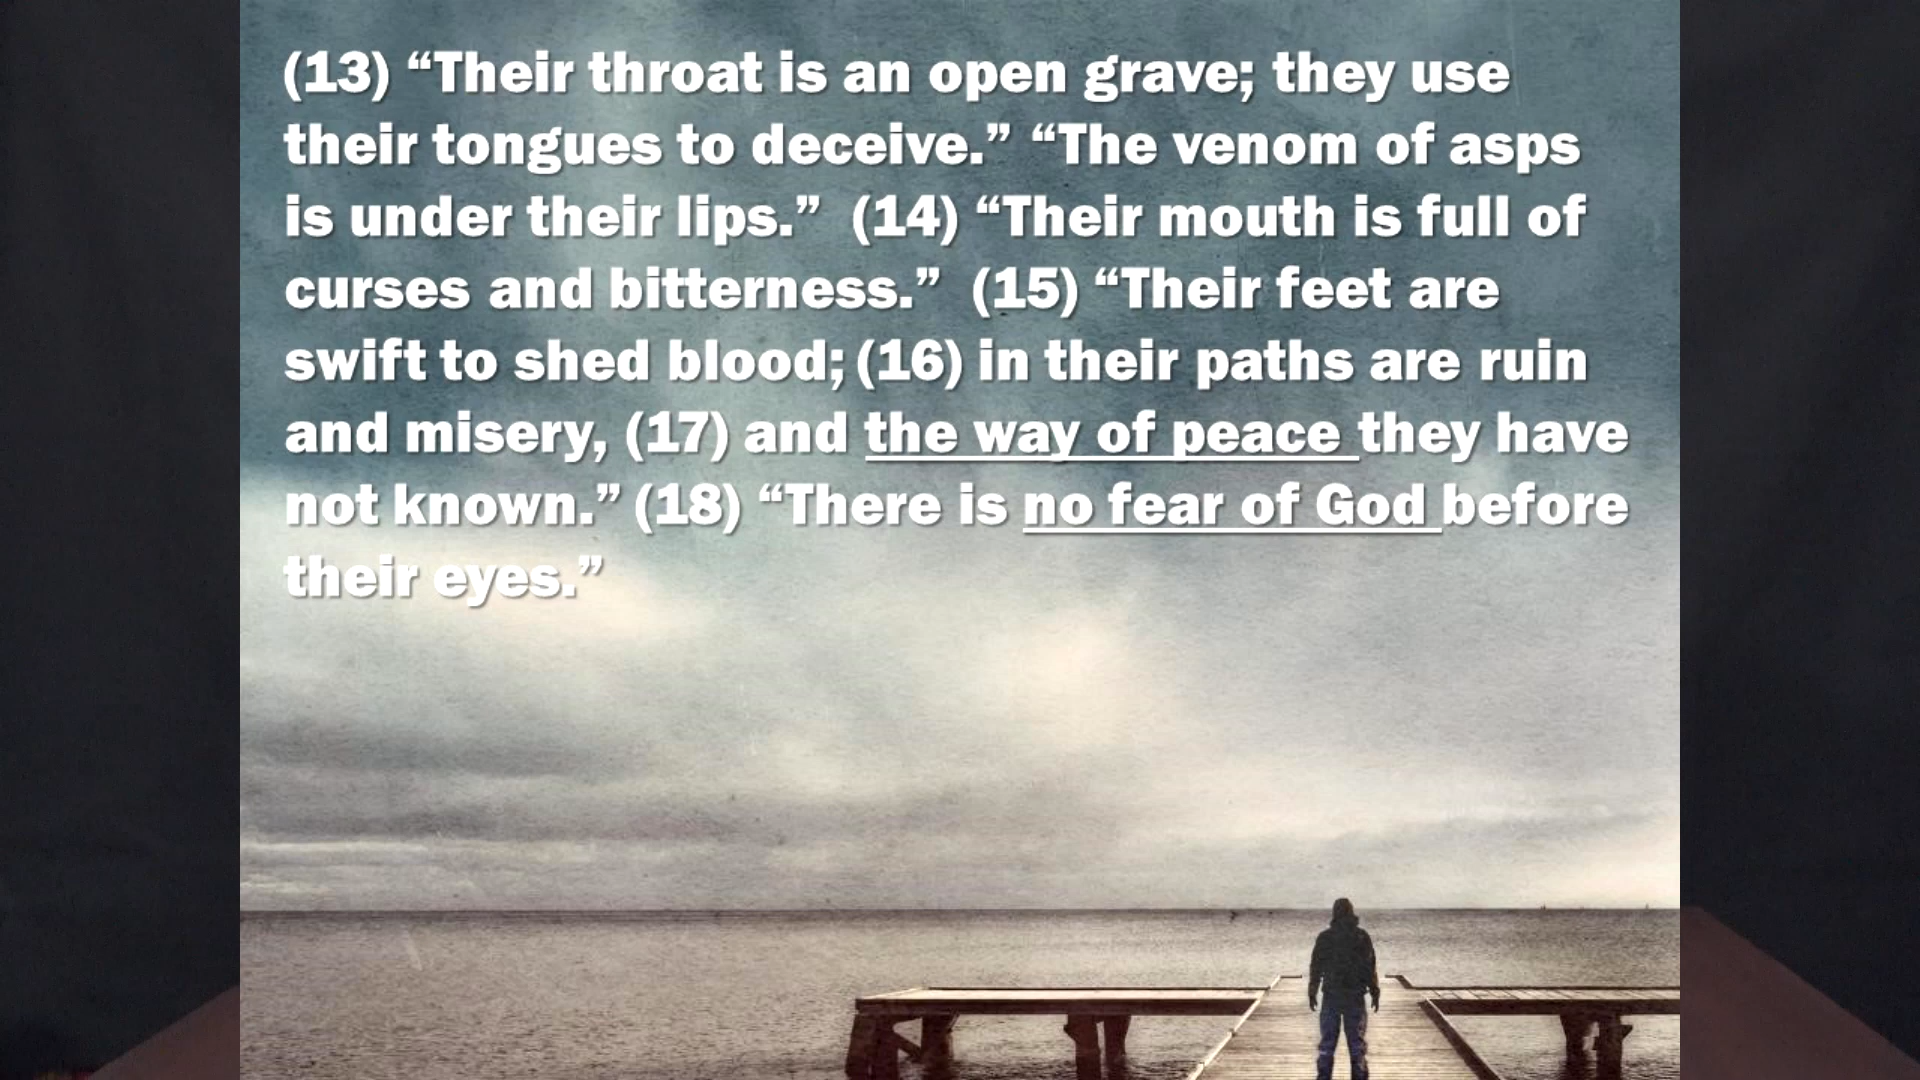 (13) “Their throat is an open grave; they use
their tongues to deceive.” “The venom of asps
is under their lips.”  (14) “Their mouth is full of
curses and bitterness.”  (15) “Their feet are
swift to shed blood; (16) in their paths are ruin
and misery, (17) and the way of peace they have
not known.” (18) “There is no fear of God before
their eyes.”